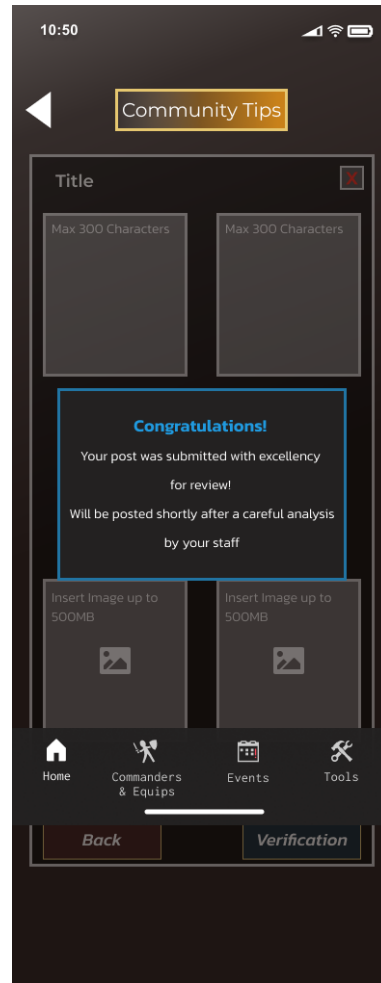 10:50
Community Tips
Title
X
Max 300 Characters
Max 300 Characters
Congratulations!
Your post was submitted with excellency
for review!
Will be posted shortly after a careful analysis
by your staff
Insert Image up to
500MB
Insert Image up to
500MB
Home
Commanders
& Equips
Events
Tools
Back
Verification